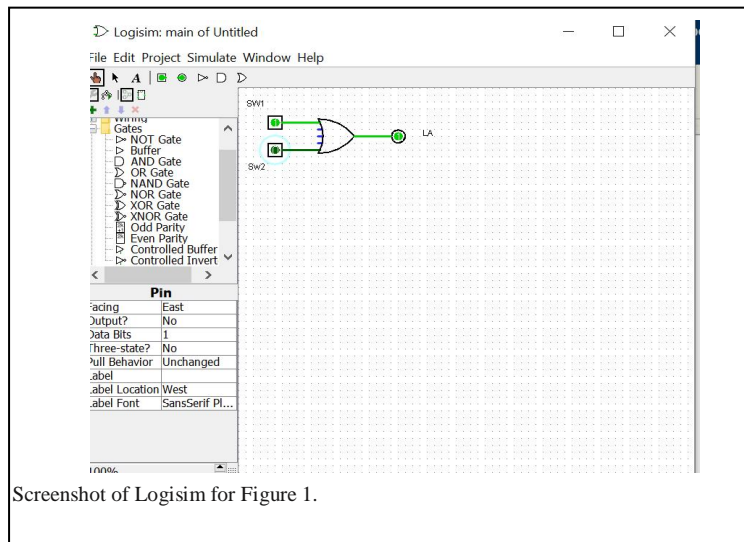 Logisim: main of Untitled
File Edit Project Simulate Window Help
A
SW1
LA
Sw2
Wiring
Gates
NOT Gate
Buffer
AND Gate
OR Gate
NAND Gate
NOR Gate
XOR Gate
XNOR Gate
Odd Parity
Even Parity
Controlled Buffer
Controlled Invert
Pin
Facing East
Output? No
Data Bits 1
Three-state? No
Pull Behavior Unchanged
Label
Label Location West
Label Font SansSerif Pl...
100%
Screenshot of Logisim for Figure 1.